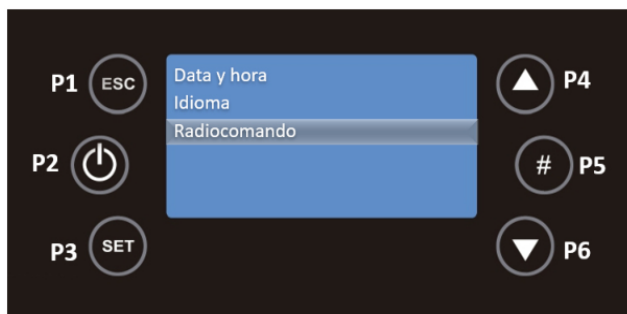 P1 ESC
Data y hora
P4
Idioma
Radiocomando
P2
# P5
P3 SET
P6